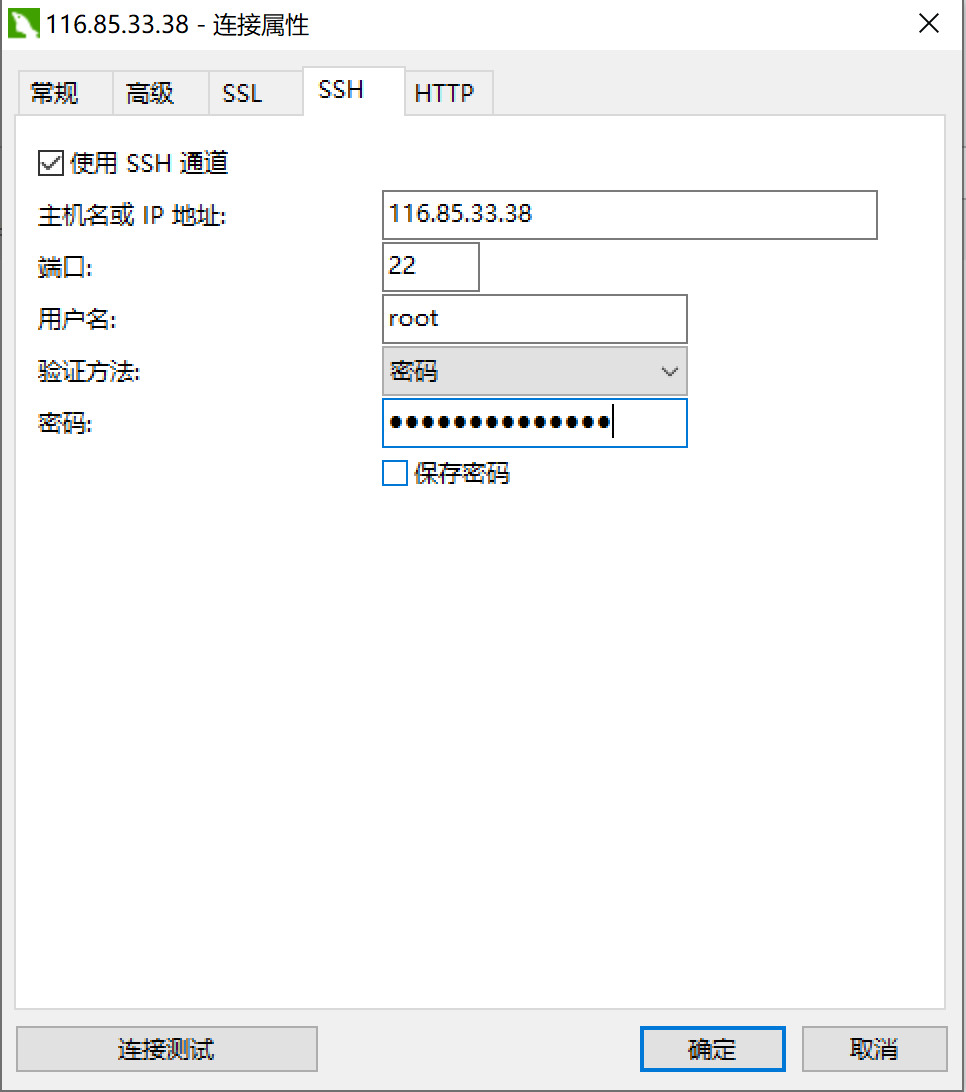 116.85.33.38 - 连接属性
常规 高级 SSL SSH HTTP
使用 SSH 通道
主机名或 IP 地址: 116.85.33.38
端口: 22
用户名: root
验证方法: 密码
密码: ●●●●●●●●●●●●●●
保存密码
连接测试 确定 取消